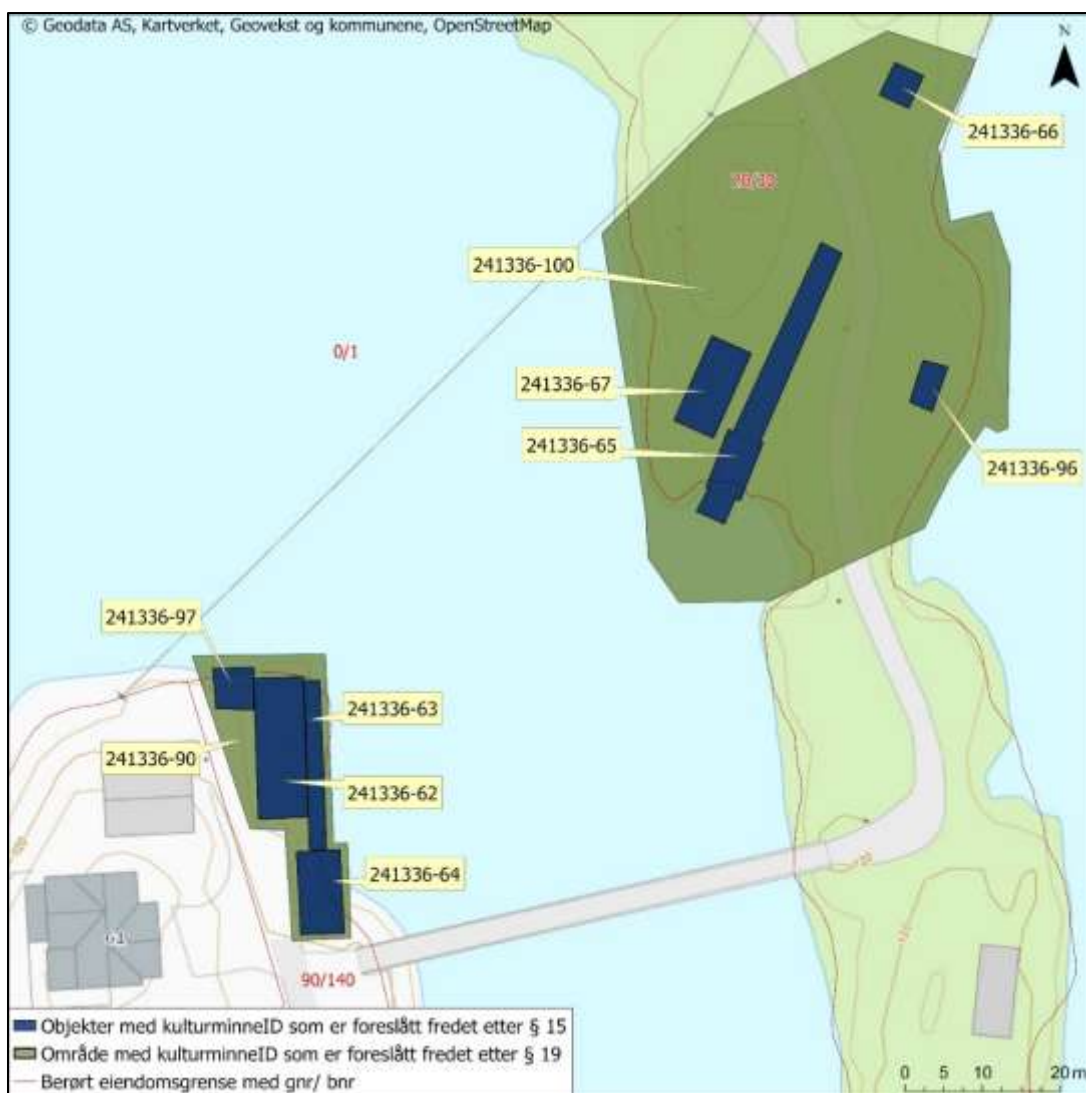 © Geodata AS, Kartverket, Geovekst og kommunene, OpenStreetMap
N
241336-66
241336-100
0/1
241336-67
241336-65
241336-96
241336-97
241336-63
241336-90
241336-62
241336-64
90/140
Objekter med kulturminneID som er foreslått fredet etter § 15
Område med kulturminneID som er foreslått fredet etter § 19
Berørt eiendomsgrense med gnr/ bnr
0 5 10 20 m